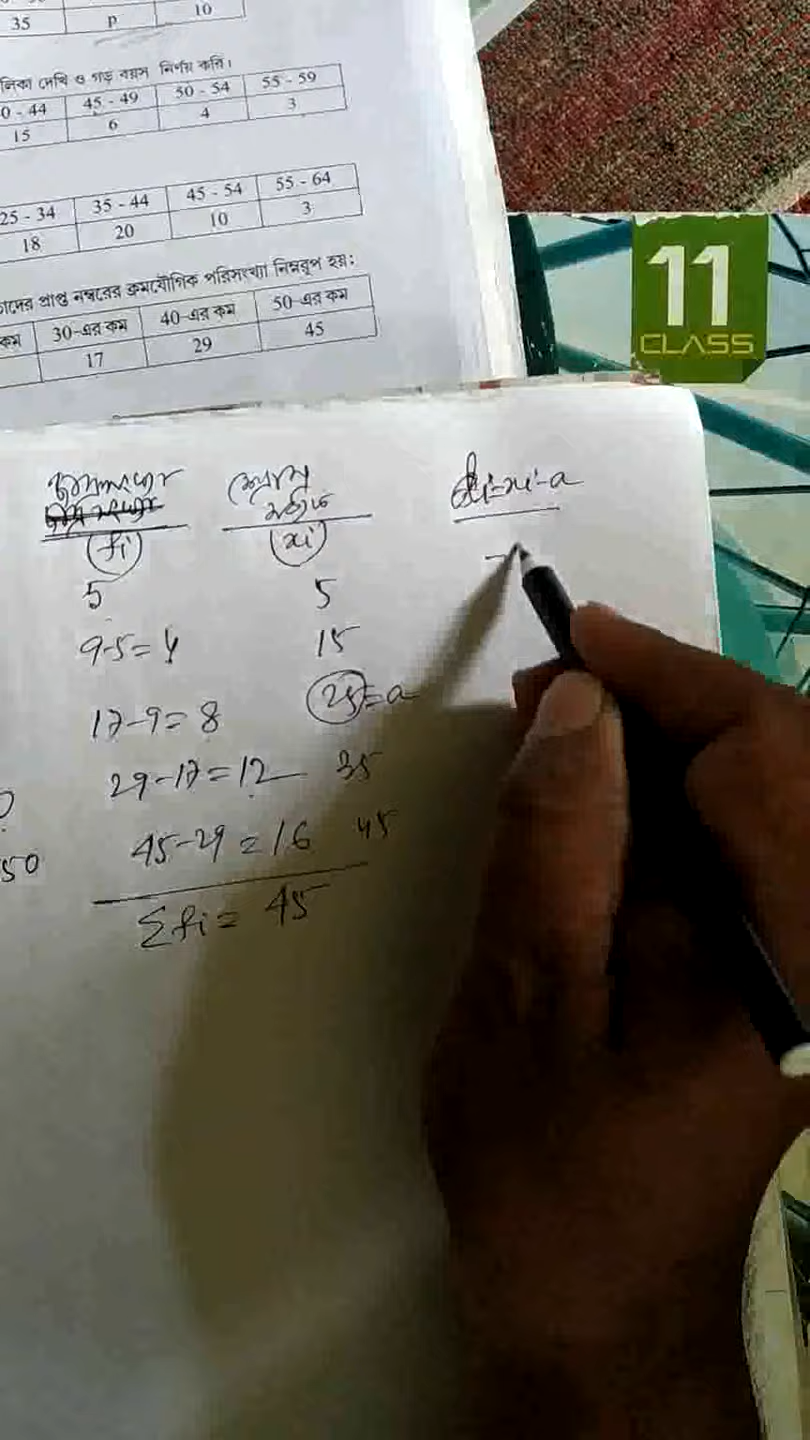 35 P 10
লিকা দেখি ও গড় বয়স নির্ণয় করি।
0 - 44 45 - 49 50 - 54 55 - 59
15 6 4 3
25 - 34 35 - 44 45 - 54 55 - 64
18 20 10 3
াদের প্রাপ্ত নম্বরের ক্রমযৌগিক পরিসংখ্যা নিম্নরূপ হয়:
কম 30-এর কম 40-এর কম 50-এর কম
17 29 45
11
CLASS
শ্রেণি di=xi-a
মধ্যক
(fi) (xi)
5 5 -
9-5=4 15
17-9=8 25=a
29-17=12 35
50 45-29=16 45
Σfi= 45